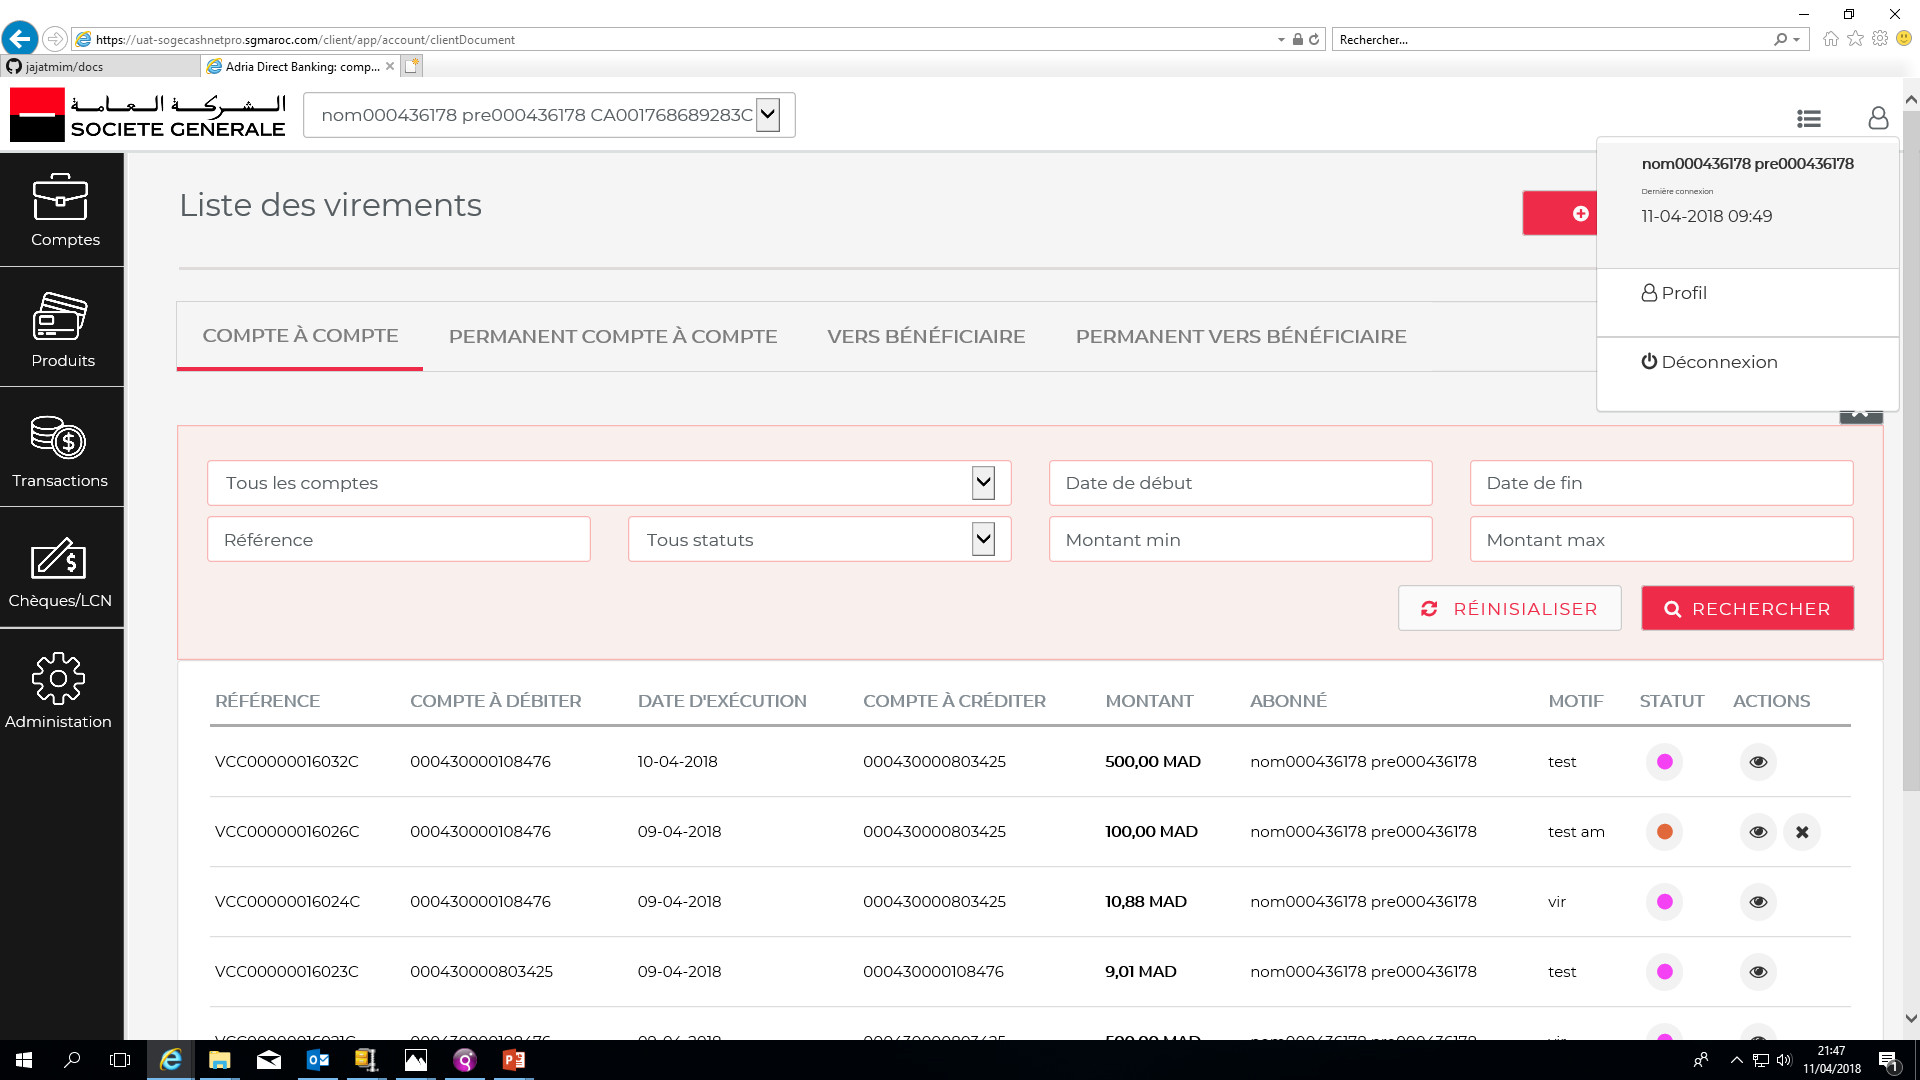 https://uat-sogecashnetpro.sgmaroc.com/client/app/account/clientDocument
Rechercher...
jajatmim/docs
Adria Direct Banking: comp...
الشركة العامة
SOCIETE GENERALE
nom000436178 pre000436178 CA001768689283C
nom000436178 pre000436178
Dernière connexion
11-04-2018 09:49
Profil
Déconnexion
Comptes
Produits
Transactions
Chèques/LCN
Administation
Liste des virements
COMPTE À COMPTE PERMANENT COMPTE À COMPTE VERS BÉNÉFICIAIRE PERMANENT VERS BÉNÉFICIAIRE
Tous les comptes Date de début Date de fin
Référence Tous statuts Montant min Montant max
RÉINISIALISER RECHERCHER
RÉFÉRENCE COMPTE À DÉBITER DATE D'EXÉCUTION COMPTE À CRÉDITER MONTANT ABONNÉ MOTIF STATUT ACTIONS
VCC00000016032C 000430000108476 10-04-2018 000430000803425 500,00 MAD nom000436178 pre000436178 test
VCC00000016026C 000430000108476 09-04-2018 000430000803425 100,00 MAD nom000436178 pre000436178 test am
VCC00000016024C 000430000108476 09-04-2018 000430000803425 10,88 MAD nom000436178 pre000436178 vir
VCC00000016023C 000430000803425 09-04-2018 000430000108476 9,01 MAD nom000436178 pre000436178 test
21:47
11/04/2018
1